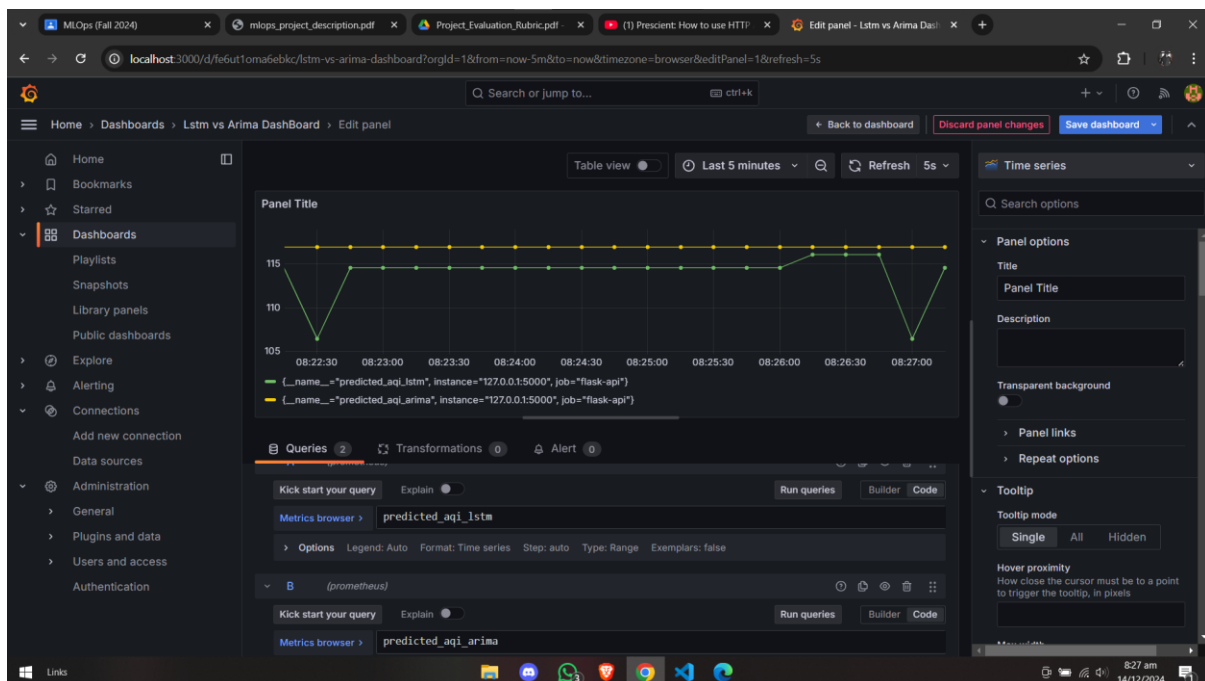 MLOps (Fall 2024)
mlops_project_description.pdf
Project_Evaluation_Rubric.pdf -
(1) Prescient: How to use HTTP
Edit panel - Lstm vs Arima Dash
localhost:3000/d/fe6ut1oma6ebkc/lstm-vs-arima-dashboard?orgId=1&from=now-5m&to=now&timezone=browser&editPanel=1&refresh=5s
Search or jump to... ctrl+k
Home › Dashboards › Lstm vs Arima DashBoard › Edit panel
Back to dashboard
Discard panel changes
Save dashboard
Home
Bookmarks
Starred
Dashboards
Playlists
Snapshots
Library panels
Public dashboards
Explore
Alerting
Connections
Add new connection
Data sources
Administration
General
Plugins and data
Users and access
Authentication
Table view
Last 5 minutes
Refresh 5s
Panel Title
115
110
105
08:22:30 08:23:00 08:23:30 08:24:00 08:24:30 08:25:00 08:25:30 08:26:00 08:26:30 08:27:00
{__name__="predicted_aqi_lstm", instance="127.0.0.1:5000", job="flask-api"}
{__name__="predicted_aqi_arima", instance="127.0.0.1:5000", job="flask-api"}
Queries 2 Transformations 0 Alert 0
Kick start your query Explain Run queries Builder Code
Metrics browser > predicted_aqi_lstm
> Options Legend: Auto Format: Time series Step: auto Type: Range Exemplars: false
B (prometheus)
Kick start your query Explain Run queries Builder Code
Metrics browser > predicted_aqi_arima
Time series
Search options
Panel options
Title
Panel Title
Description
Transparent background
Panel links
Repeat options
Tooltip
Tooltip mode
Single All Hidden
Hover proximity
How close the cursor must be to a point
to trigger the tooltip, in pixels
Links
3
8:27 am
14/12/2024